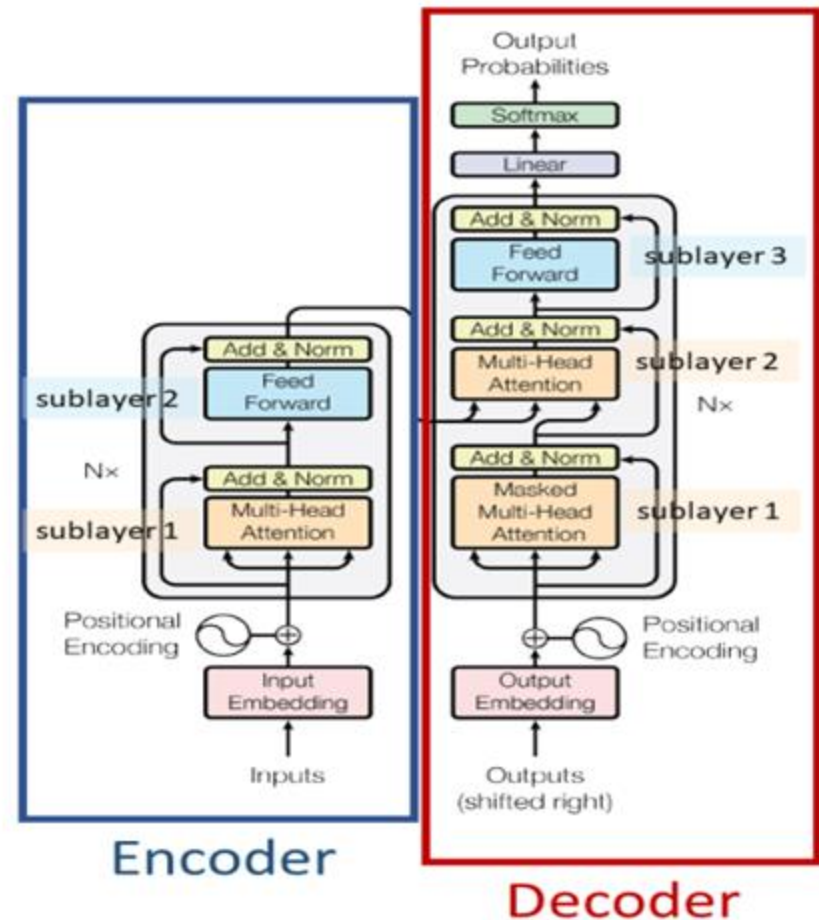 Output
Probabilities
Softmax
Linear
Add & Norm
Feed
Forward
sublayer 3
Add & Norm
Multi-Head
Attention
sublayer 2
Nx
Add & Norm
Masked
Multi-Head
Attention
sublayer 1
Positional
Encoding
Output
Embedding
Outputs
(shifted right)
Decoder
Add & Norm
Feed
Forward
sublayer 2
Nx
Add & Norm
Multi-Head
Attention
sublayer 1
Positional
Encoding
Input
Embedding
Inputs
Encoder